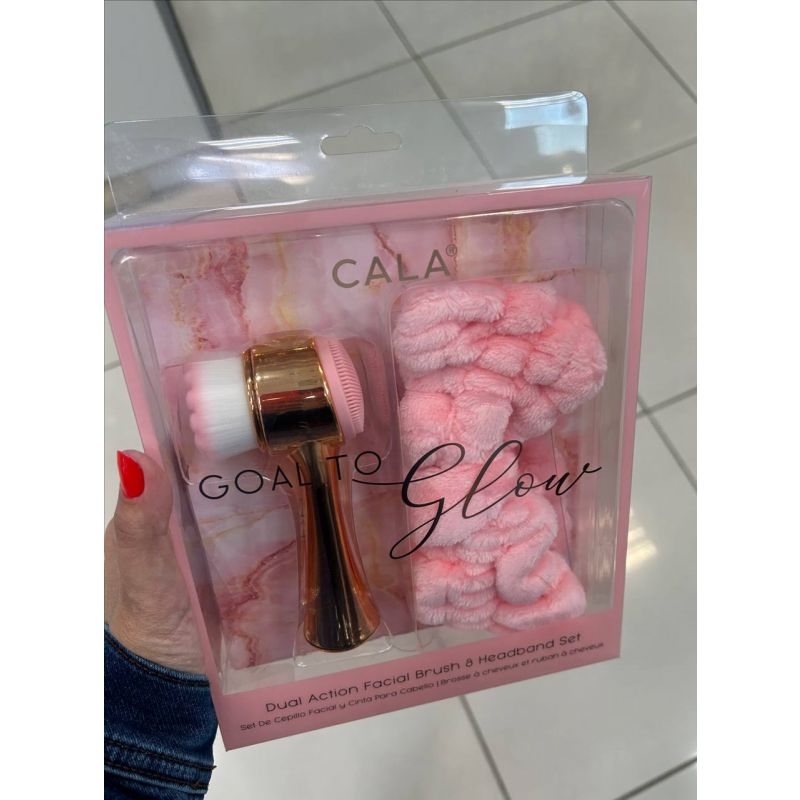 CALA®
GOAL TO Glow
Dual Action Facial Brush & Headband Set
Set De Cepillo Facial y Cinta Para Cabello | Brosse à cheveux et ruban à cheveux